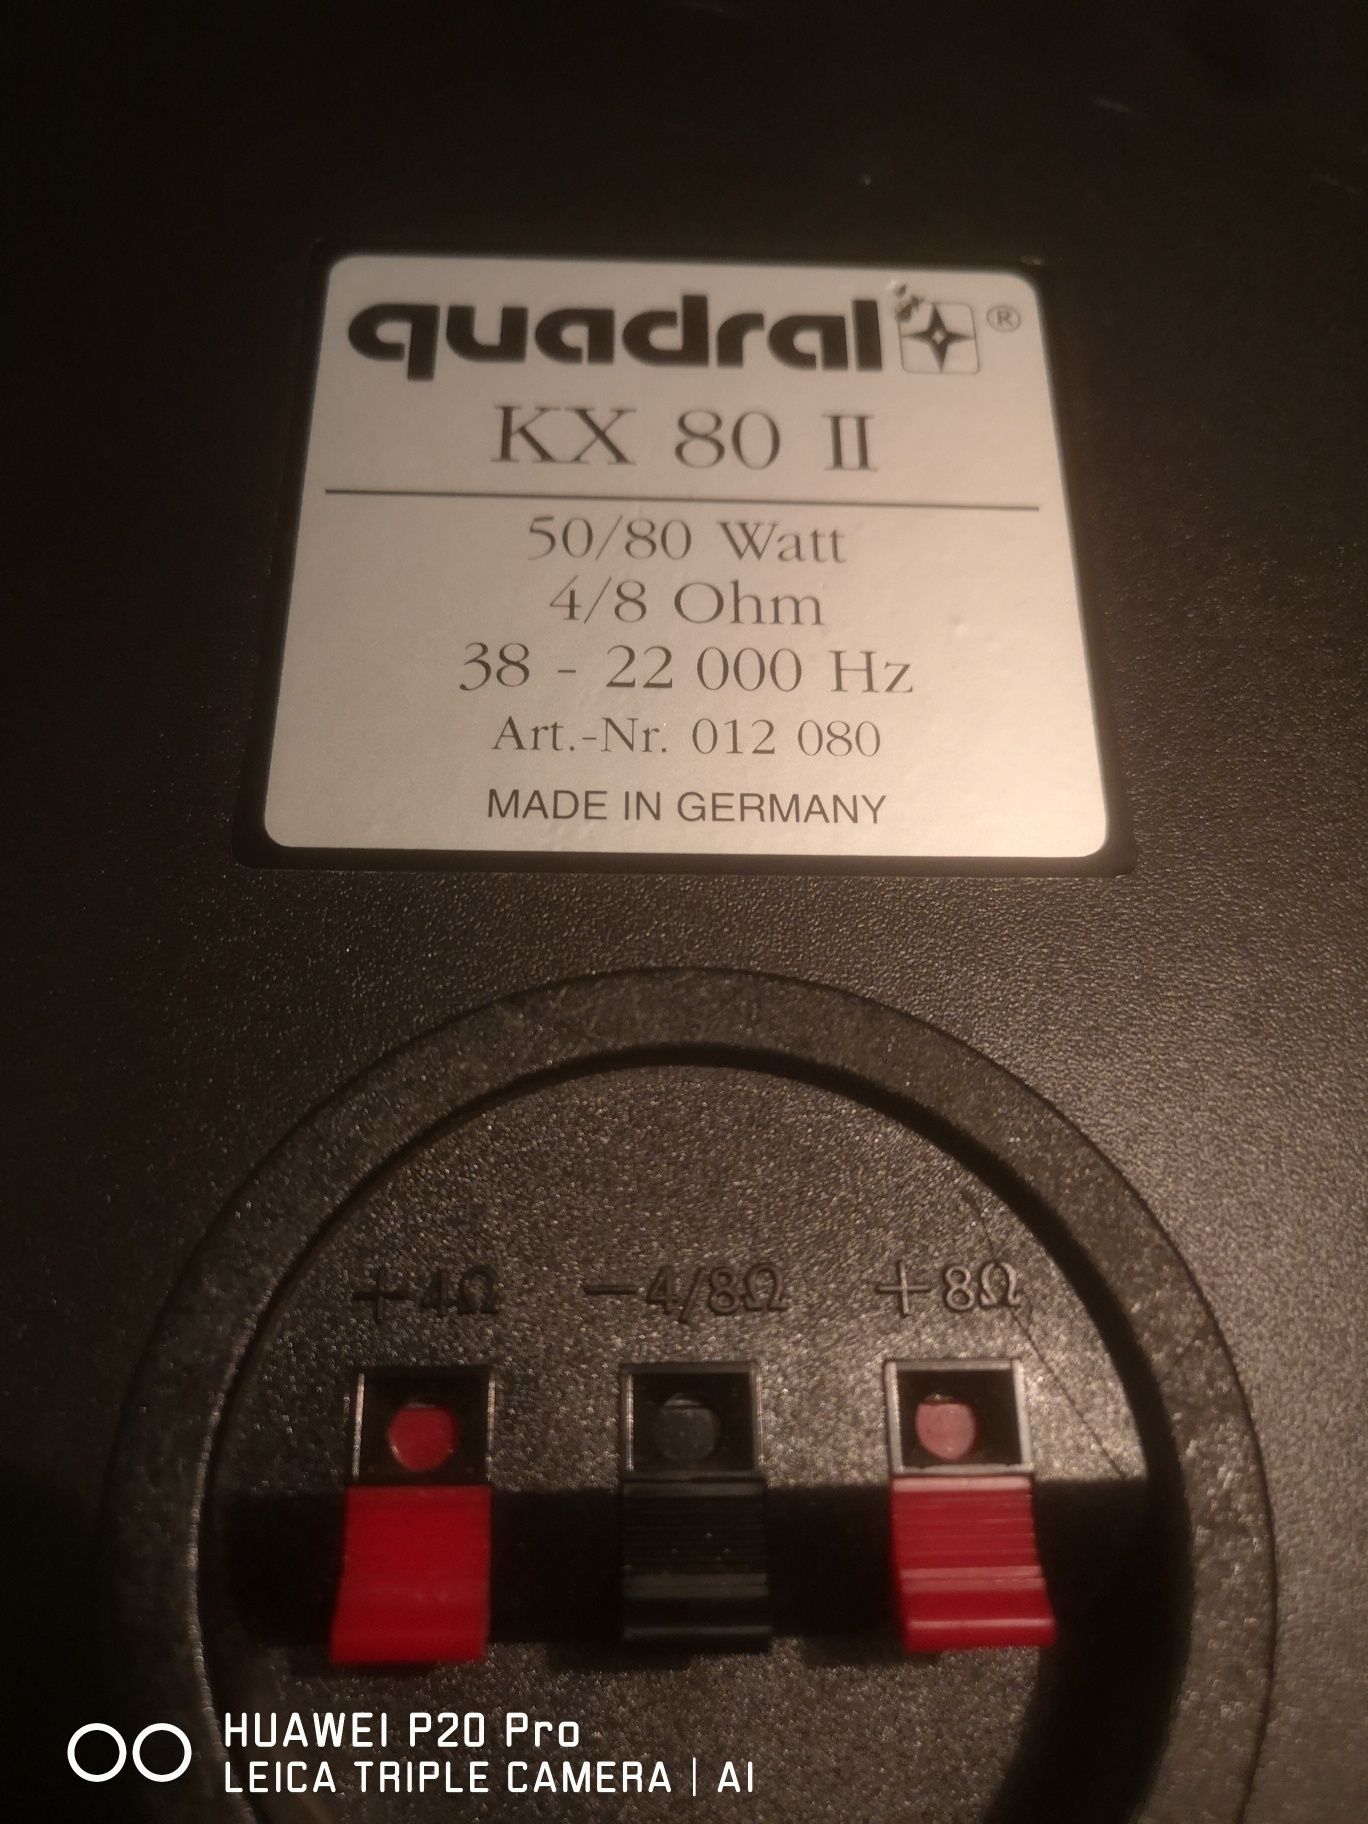 quadral ®
KX 80 II
50/80 Watt
4/8 Ohm
38 - 22 000 Hz
Art.-Nr. 012 080
MADE IN GERMANY
+4Ω -4/8Ω +8Ω
HUAWEI P20 Pro
LEICA TRIPLE CAMERA | AI